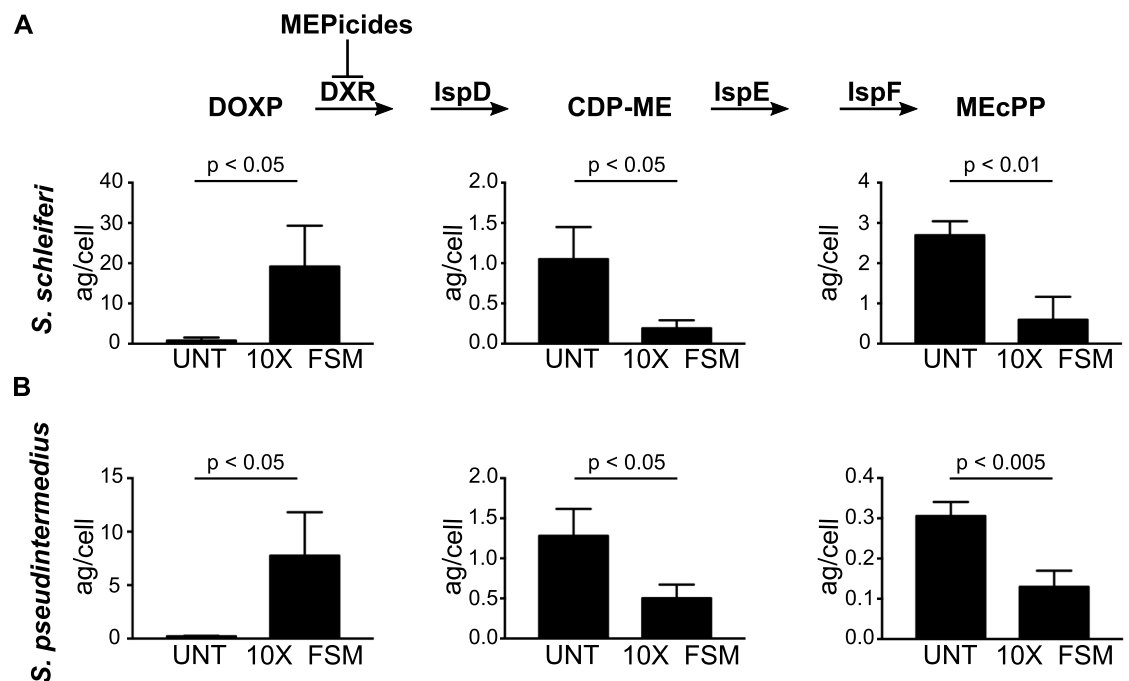 A
MEPicides
DXR IspD IspE IspF
DOXP CDP-ME MEcPP
S. schleiferi
p < 0.05
40
30
20
10
0
ag/cell
UNT 10X FSM
p < 0.05
2.0
1.5
1.0
0.5
0.0
ag/cell
UNT 10X FSM
p < 0.01
4
3
2
1
0
ag/cell
UNT 10X FSM
B
S. pseudintermedius
p < 0.05
15
10
5
0
ag/cell
UNT 10X FSM
p < 0.05
2.0
1.5
1.0
0.5
0.0
ag/cell
UNT 10X FSM
p < 0.005
0.4
0.3
0.2
0.1
0.0
ag/cell
UNT 10X FSM